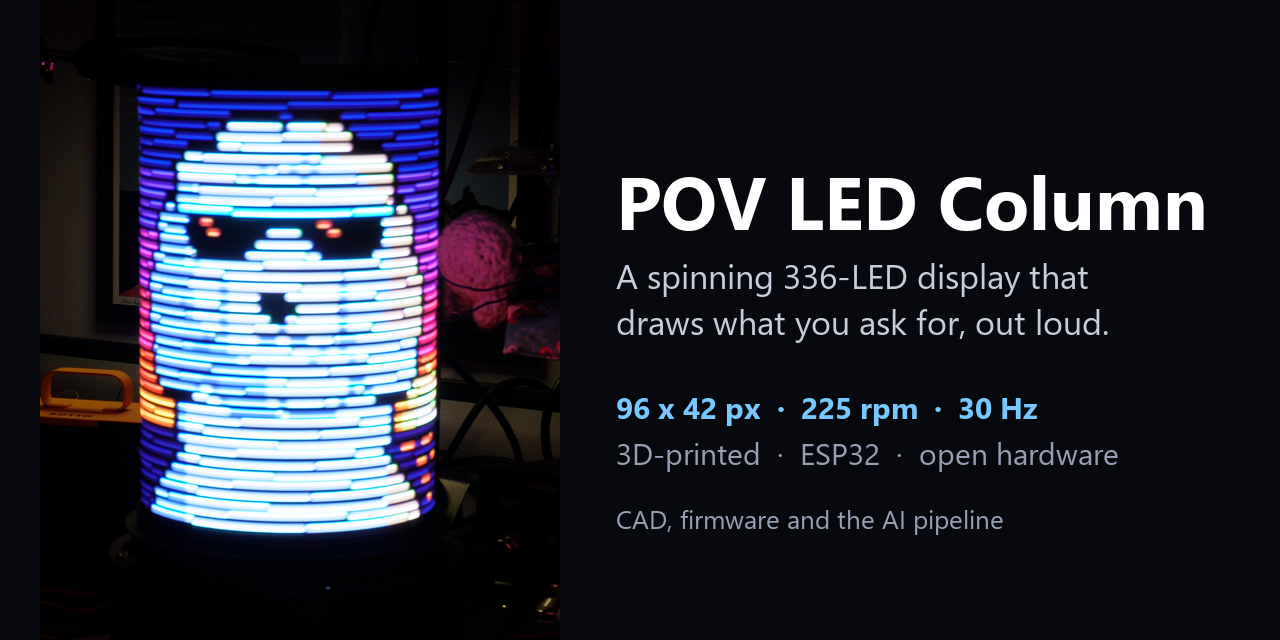 POV LED Column
A spinning 336-LED display that
draws what you ask for, out loud.
96 x 42 px · 225 rpm · 30 Hz
3D-printed · ESP32 · open hardware
CAD, firmware and the AI pipeline